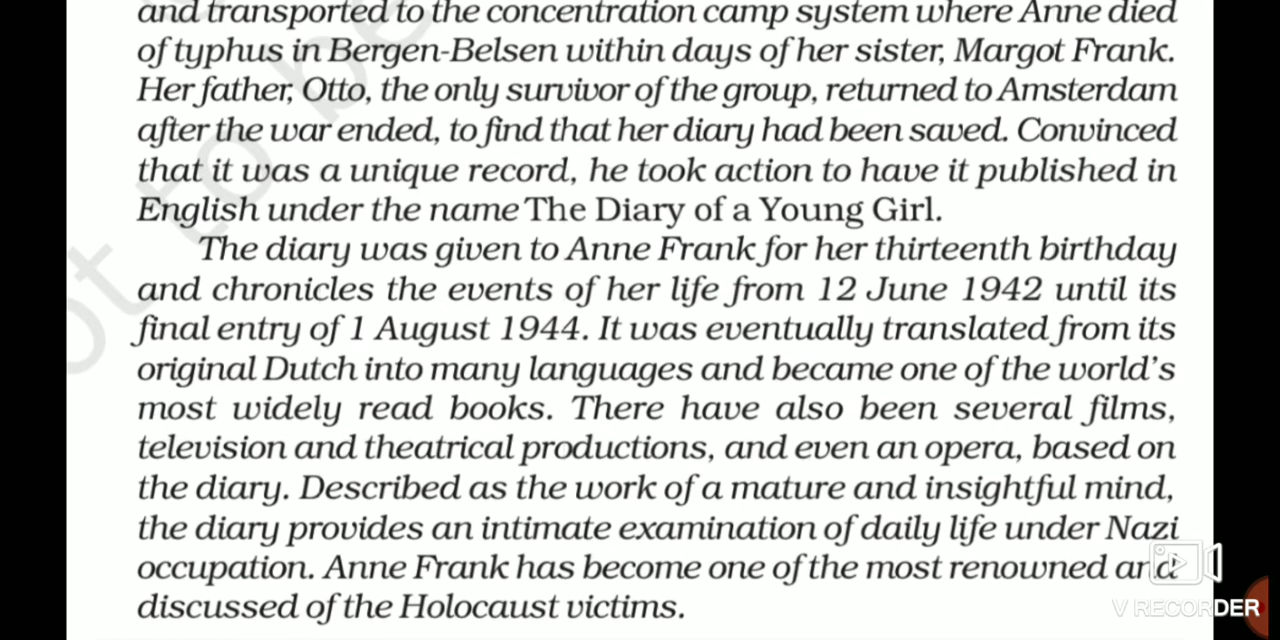 and transported to the concentration camp system where Anne died
of typhus in Bergen-Belsen within days of her sister, Margot Frank.
Her father, Otto, the only survivor of the group, returned to Amsterdam
after the war ended, to find that her diary had been saved. Convinced
that it was a unique record, he took action to have it published in
English under the name The Diary of a Young Girl.
The diary was given to Anne Frank for her thirteenth birthday
and chronicles the events of her life from 12 June 1942 until its
final entry of 1 August 1944. It was eventually translated from its
original Dutch into many languages and became one of the world's
most widely read books. There have also been several films,
television and theatrical productions, and even an opera, based on
the diary. Described as the work of a mature and insightful mind,
the diary provides an intimate examination of daily life under Nazi
occupation. Anne Frank has become one of the most renowned and
discussed of the Holocaust victims.
not to be
V RECORDER